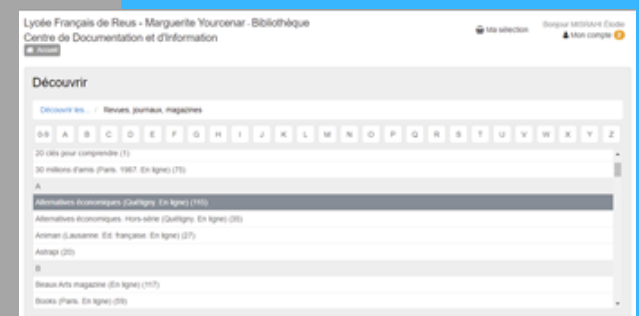 Lycée Français de Reus - Marguerite Yourcenar - Bibliothèque
Centre de Documentation et d'Information
Ma sélection
Bonjour Élodie
Mon compte
Accueil
Découvrir
Découvrir les... / Revues, journaux, magazines
0-9 A B C D E F G H I J K L M N O P Q R S T U V W X Y Z
20 clés pour comprendre (1)
30 millions d'amis (Paris. 1987. En ligne) (75)
A
Alternatives économiques (Quétigny. En ligne) (115)
Alternatives économiques. Hors-série (Quétigny. En ligne) (35)
Animan (Lausanne. Ed. française. En ligne) (27)
Astrapi (20)
B
Beaux Arts magazine (En ligne) (117)
Books (Paris. En ligne) (59)